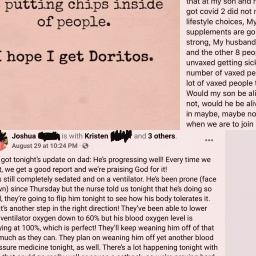 putting chips inside
of people.
I hope I get Doritos.
that at my son and r
got covid 2 did not r
lifestyle choices, My
supplements are go
strong, My husband
and the other 8 peo
unvaxed getting sick
number of vaxed pe
lot of vaxed people
Would my son be ali
not, would he be aliv
in maybe, maybe no
when we are to join
Joshua is with Kristen and 3 others.
August 29 at 10:24 PM
got tonight's update on dad: He's progressing well! Every time we
t, we get a good report and we're praising God for it!
s still completely sedated and on a ventilator. He's been prone (face
wn) since Thursday but the nurse told us tonight that he's doing so
l, they're going to flip him tonight to see how his body tolerates it.
t's another step in the right direction! They've been able to lower
ventilator oxygen down to 60% but his blood oxygen level is
ying at 100%, which is perfect! They'll keep weaning him off of that
much as they can. They plan on weaning him off yet another blood
ssure medicine tonight, as well. There's a lot happening tonight with